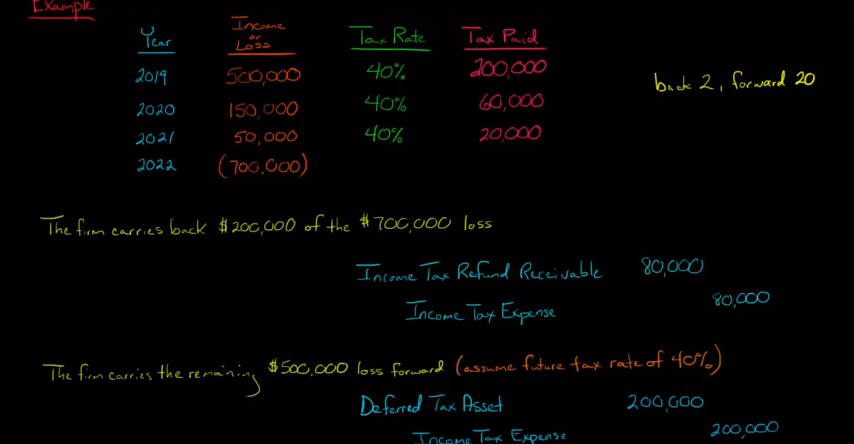 Example
Year Income or Loss Tax Rate Tax Paid
2019 500,000 40% 200,000
back 2, forward 20
2020 150,000 40% 60,000
2021 50,000 40% 20,000
2022 (700,000)
The firm carries back $200,000 of the $700,000 loss
Income Tax Refund Receivable 80,000
Income Tax Expense 80,000
The firm carries the remaining $500,000 loss forward (assume future tax rate of 40%)
Deferred Tax Asset 200,000
Income Tax Expense 200,000